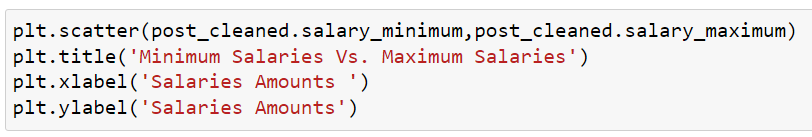 plt.scatter(post_cleaned.salary_minimum,post_cleaned.salary_maximum)
plt.title('Minimum Salaries Vs. Maximum Salaries')
plt.xlabel('Salaries Amounts ')
plt.ylabel('Salaries Amounts')